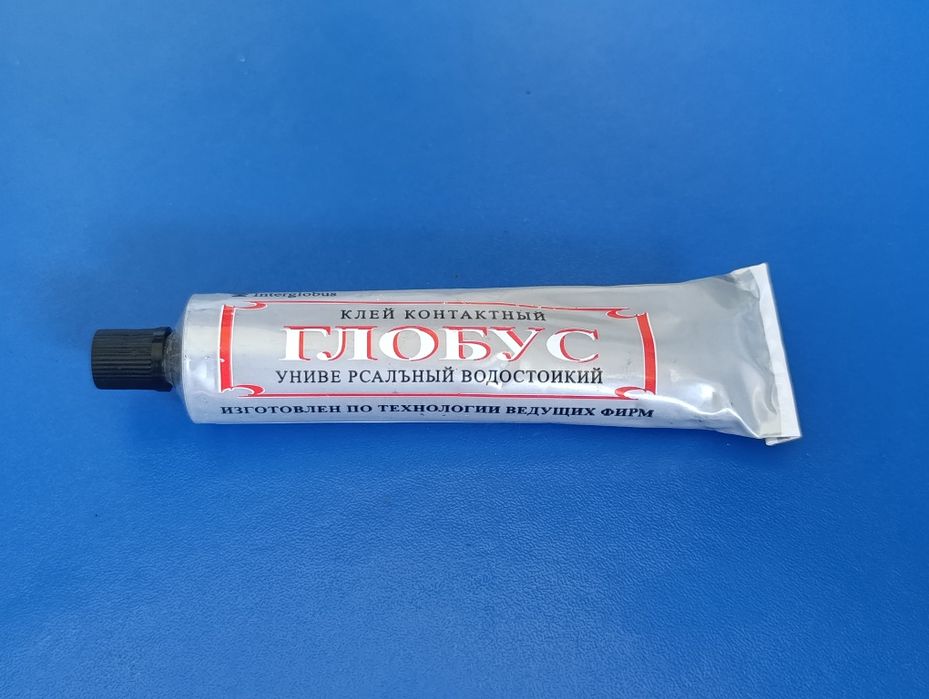 Interglobus
КЛЕЙ КОНТАКТНЫЙ
ГЛОБУС
УНИВЕ РСАЛЪНЫЙ ВОДОСТОИКИЙ
ИЗГОТОВЛЕН ПО ТЕХНОЛОГИИ ВЕДУЩИХ ФИРМ